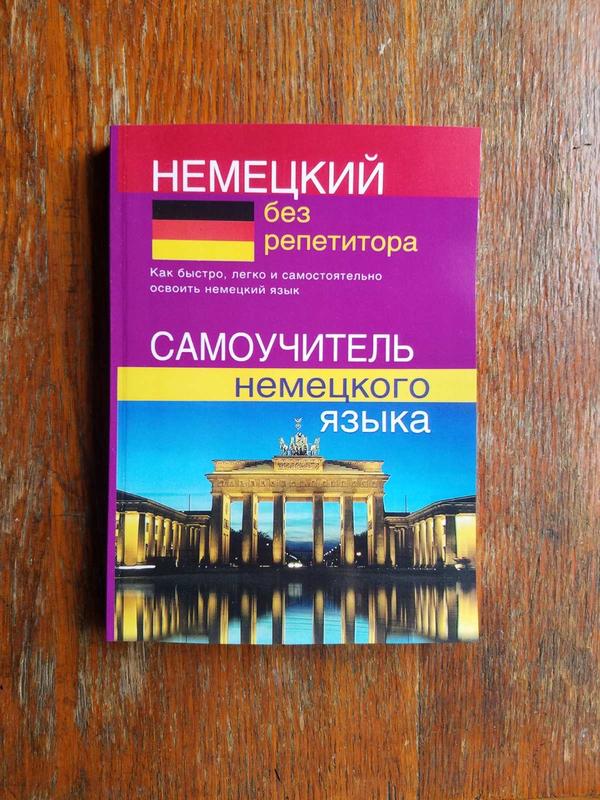 НЕМЕЦКИЙ
без
репетитора
Как быстро, легко и самостоятельно
освоить немецкий язык
САМОУЧИТЕЛЬ
немецкого
языка